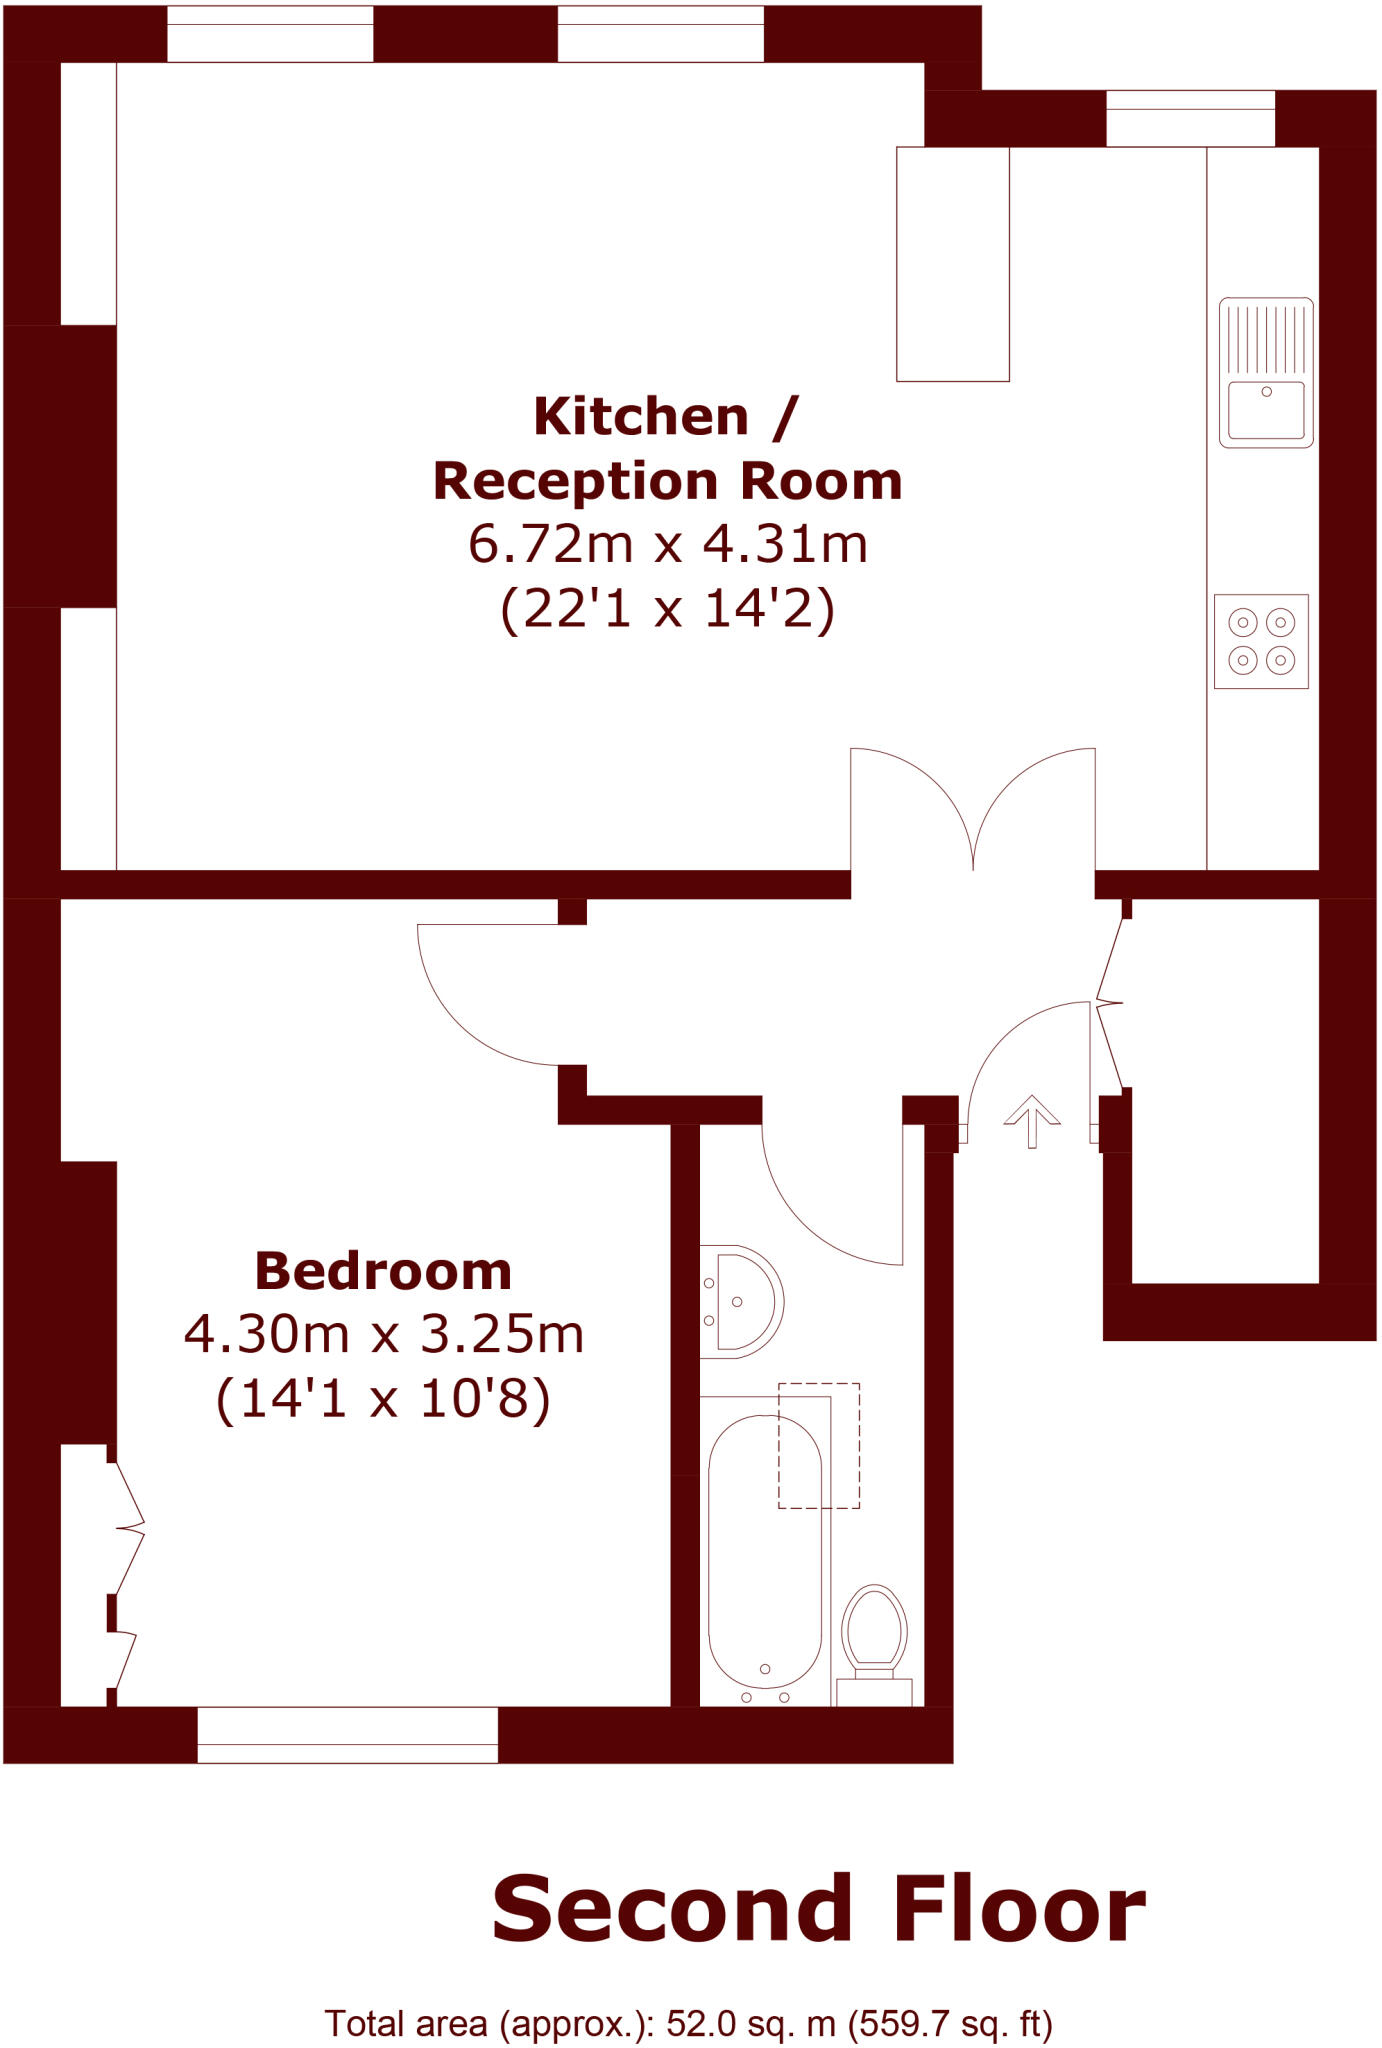 Kitchen /
Reception Room
6.72m x 4.31m
(22'1 x 14'2)
Bedroom
4.30m x 3.25m
(14'1 x 10'8)
Second Floor
Total area (approx.): 52.0 sq. m (559.7 sq. ft)